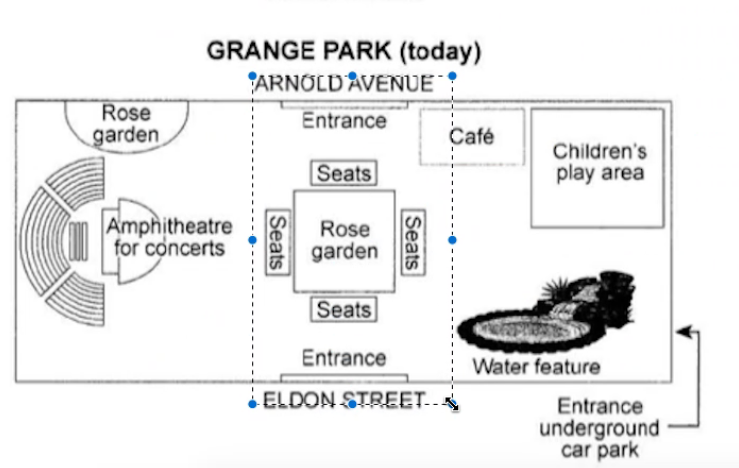 GRANGE PARK (today)
ARNOLD AVENUE
Rose
garden
Entrance
Café
Children's
play area
Seats
Amphitheatre
for concerts
Seats
Rose
garden
Seats
Seats
Entrance
Water feature
ELDON STREET
Entrance
underground
car park